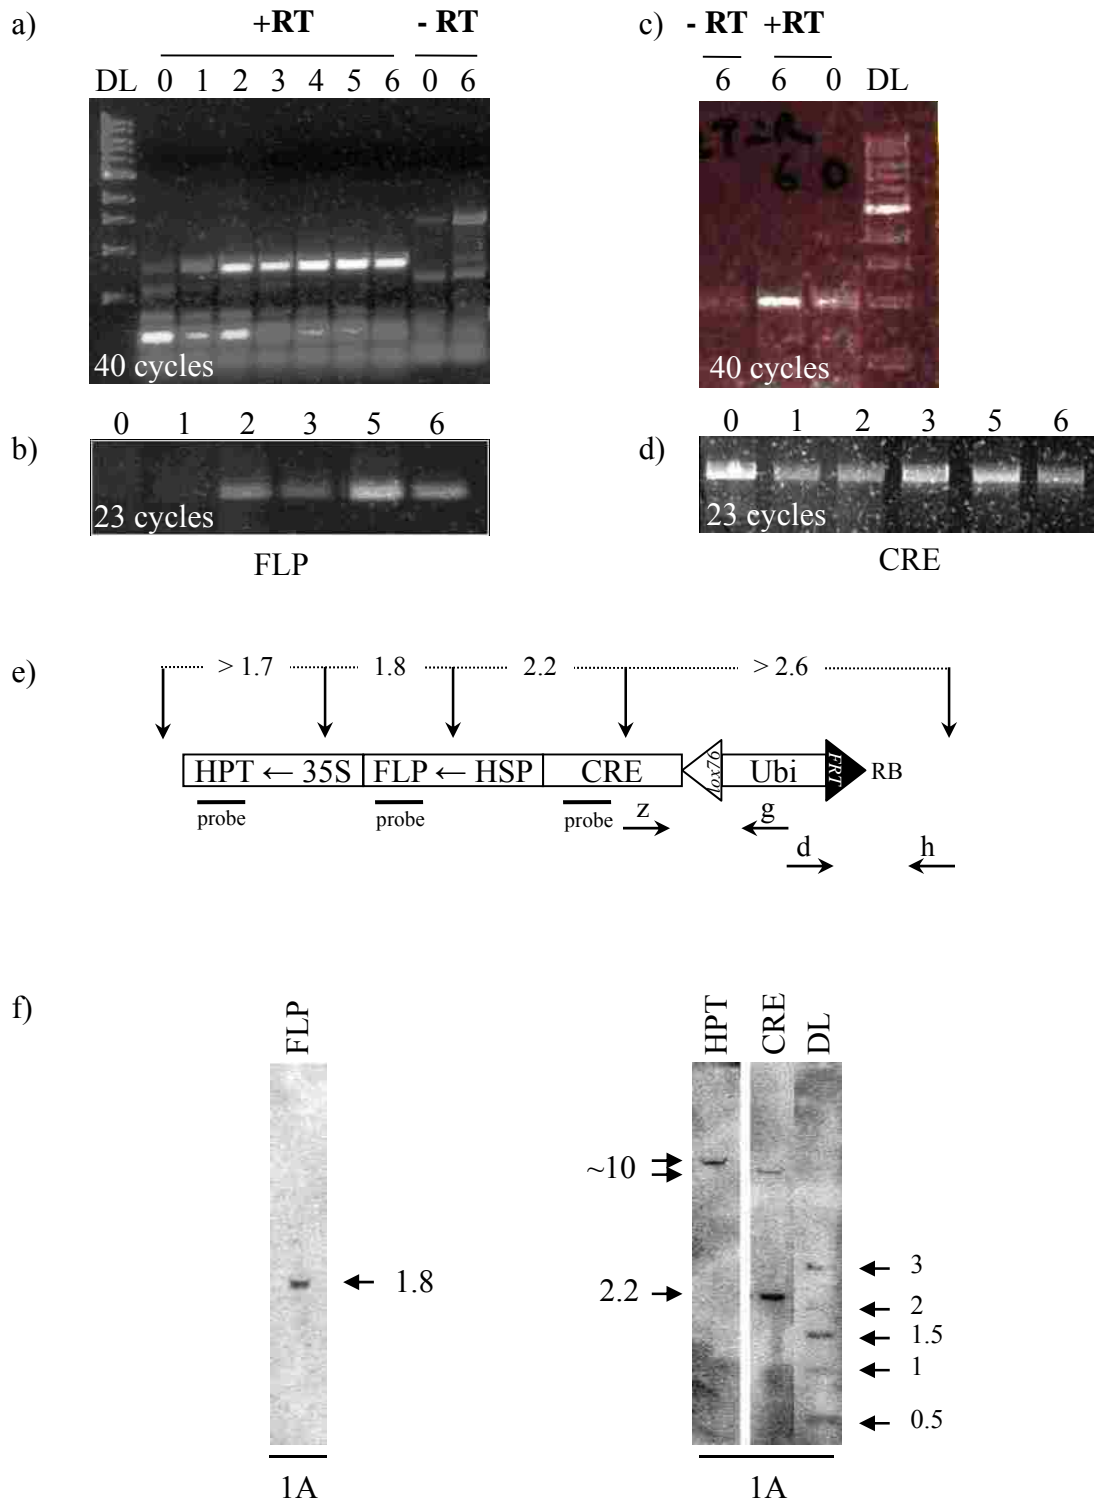 a)
+RT - RT
DL 0 1 2 3 4 5 6 0 6
40 cycles
c)
- RT +RT
6 6 0 DL
6 0
40 cycles
b)
0 1 2 3 5 6
23 cycles
FLP
d)
0 1 2 3 5 6
23 cycles
CRE
e)
> 1.7 1.8 2.2 > 2.6
HPT ← 35S FLP ← HSP CRE lox76 Ubi FRT RB
probe probe probe z g
d h
f)
FLP
1.8
1A
HPT CRE DL
~10
2.2
3
2
1.5
1
0.5
1A